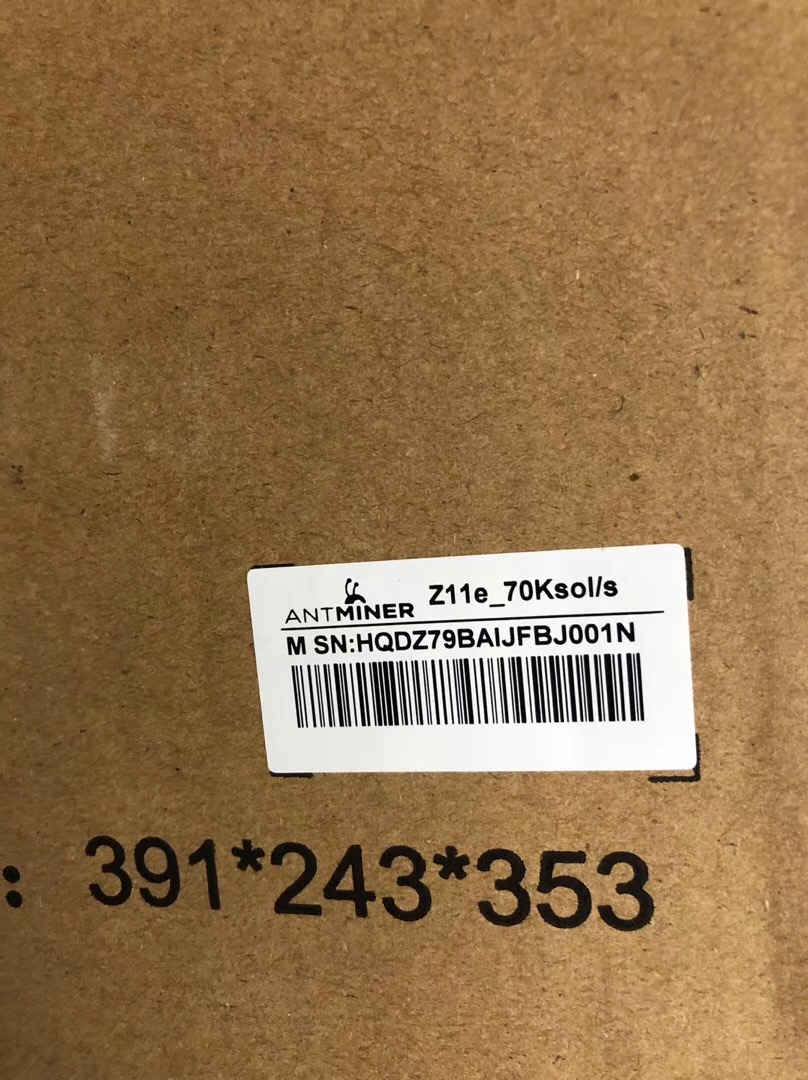 ANTMINER Z11e_70Ksol/s
M SN:HQDZ79BAIJFBJ001N
: 391*243*353